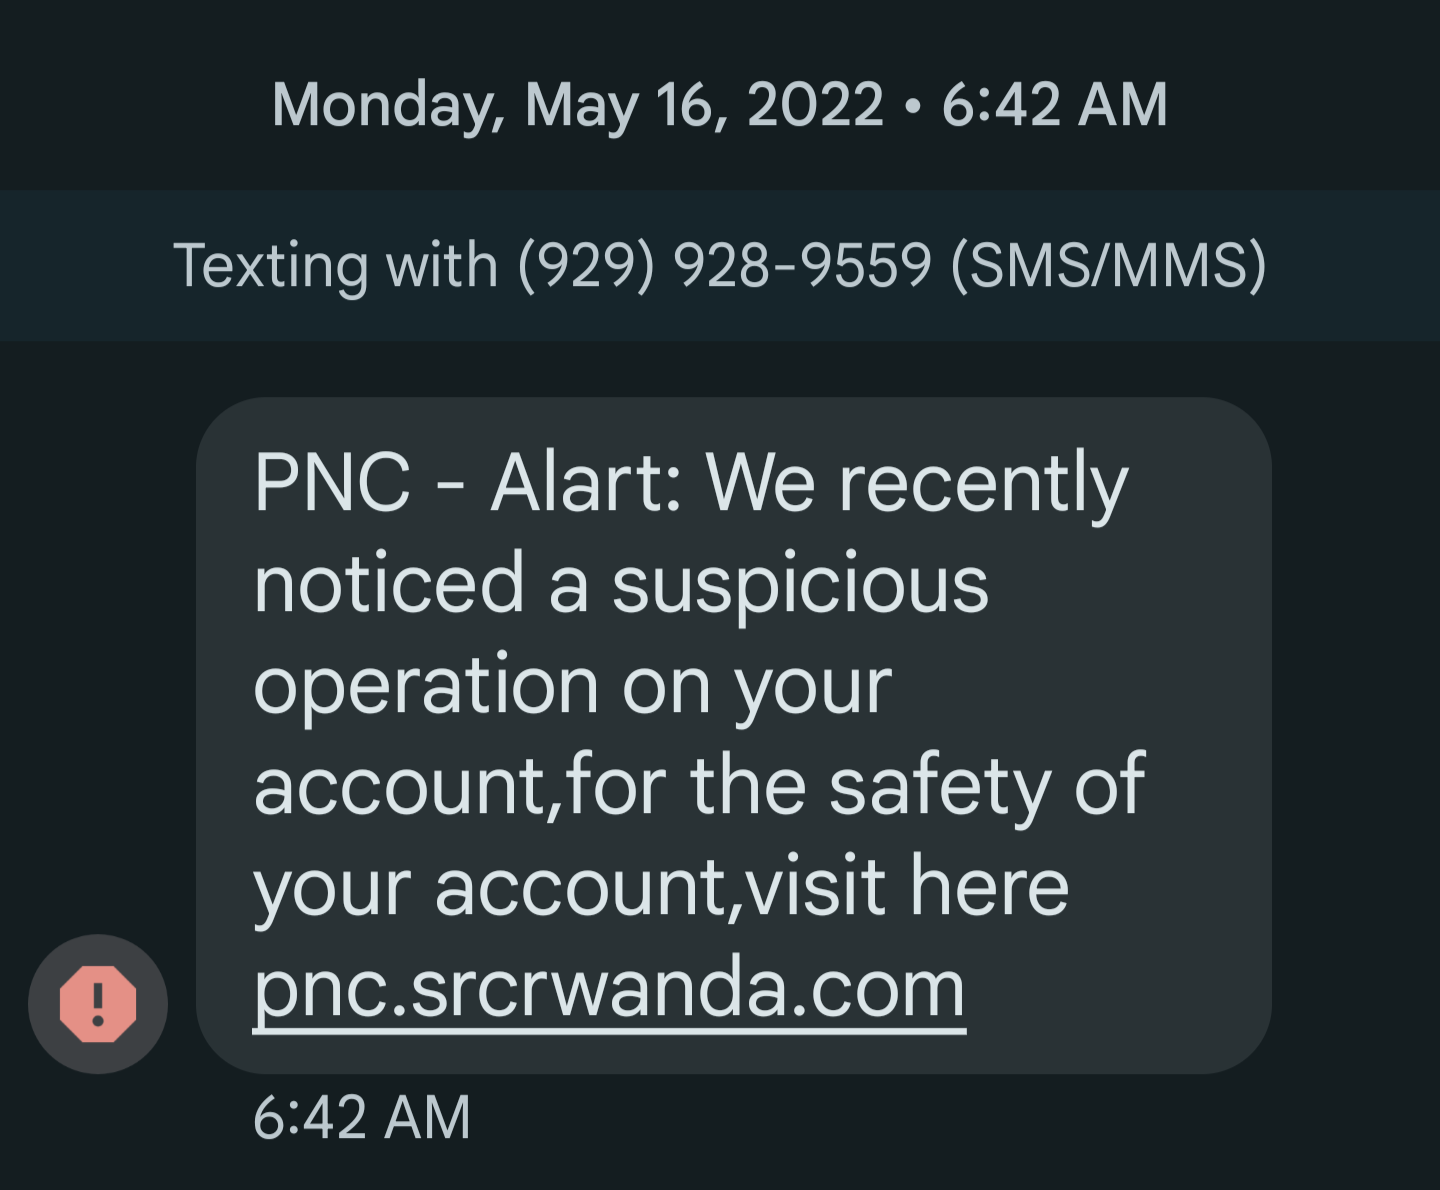 Monday, May 16, 2022 • 6:42 AM
Texting with (929) 928-9559 (SMS/MMS)
PNC - Alart: We recently
noticed a suspicious
operation on your
account,for the safety of
your account,visit here
pnc.srcrwanda.com
6:42 AM